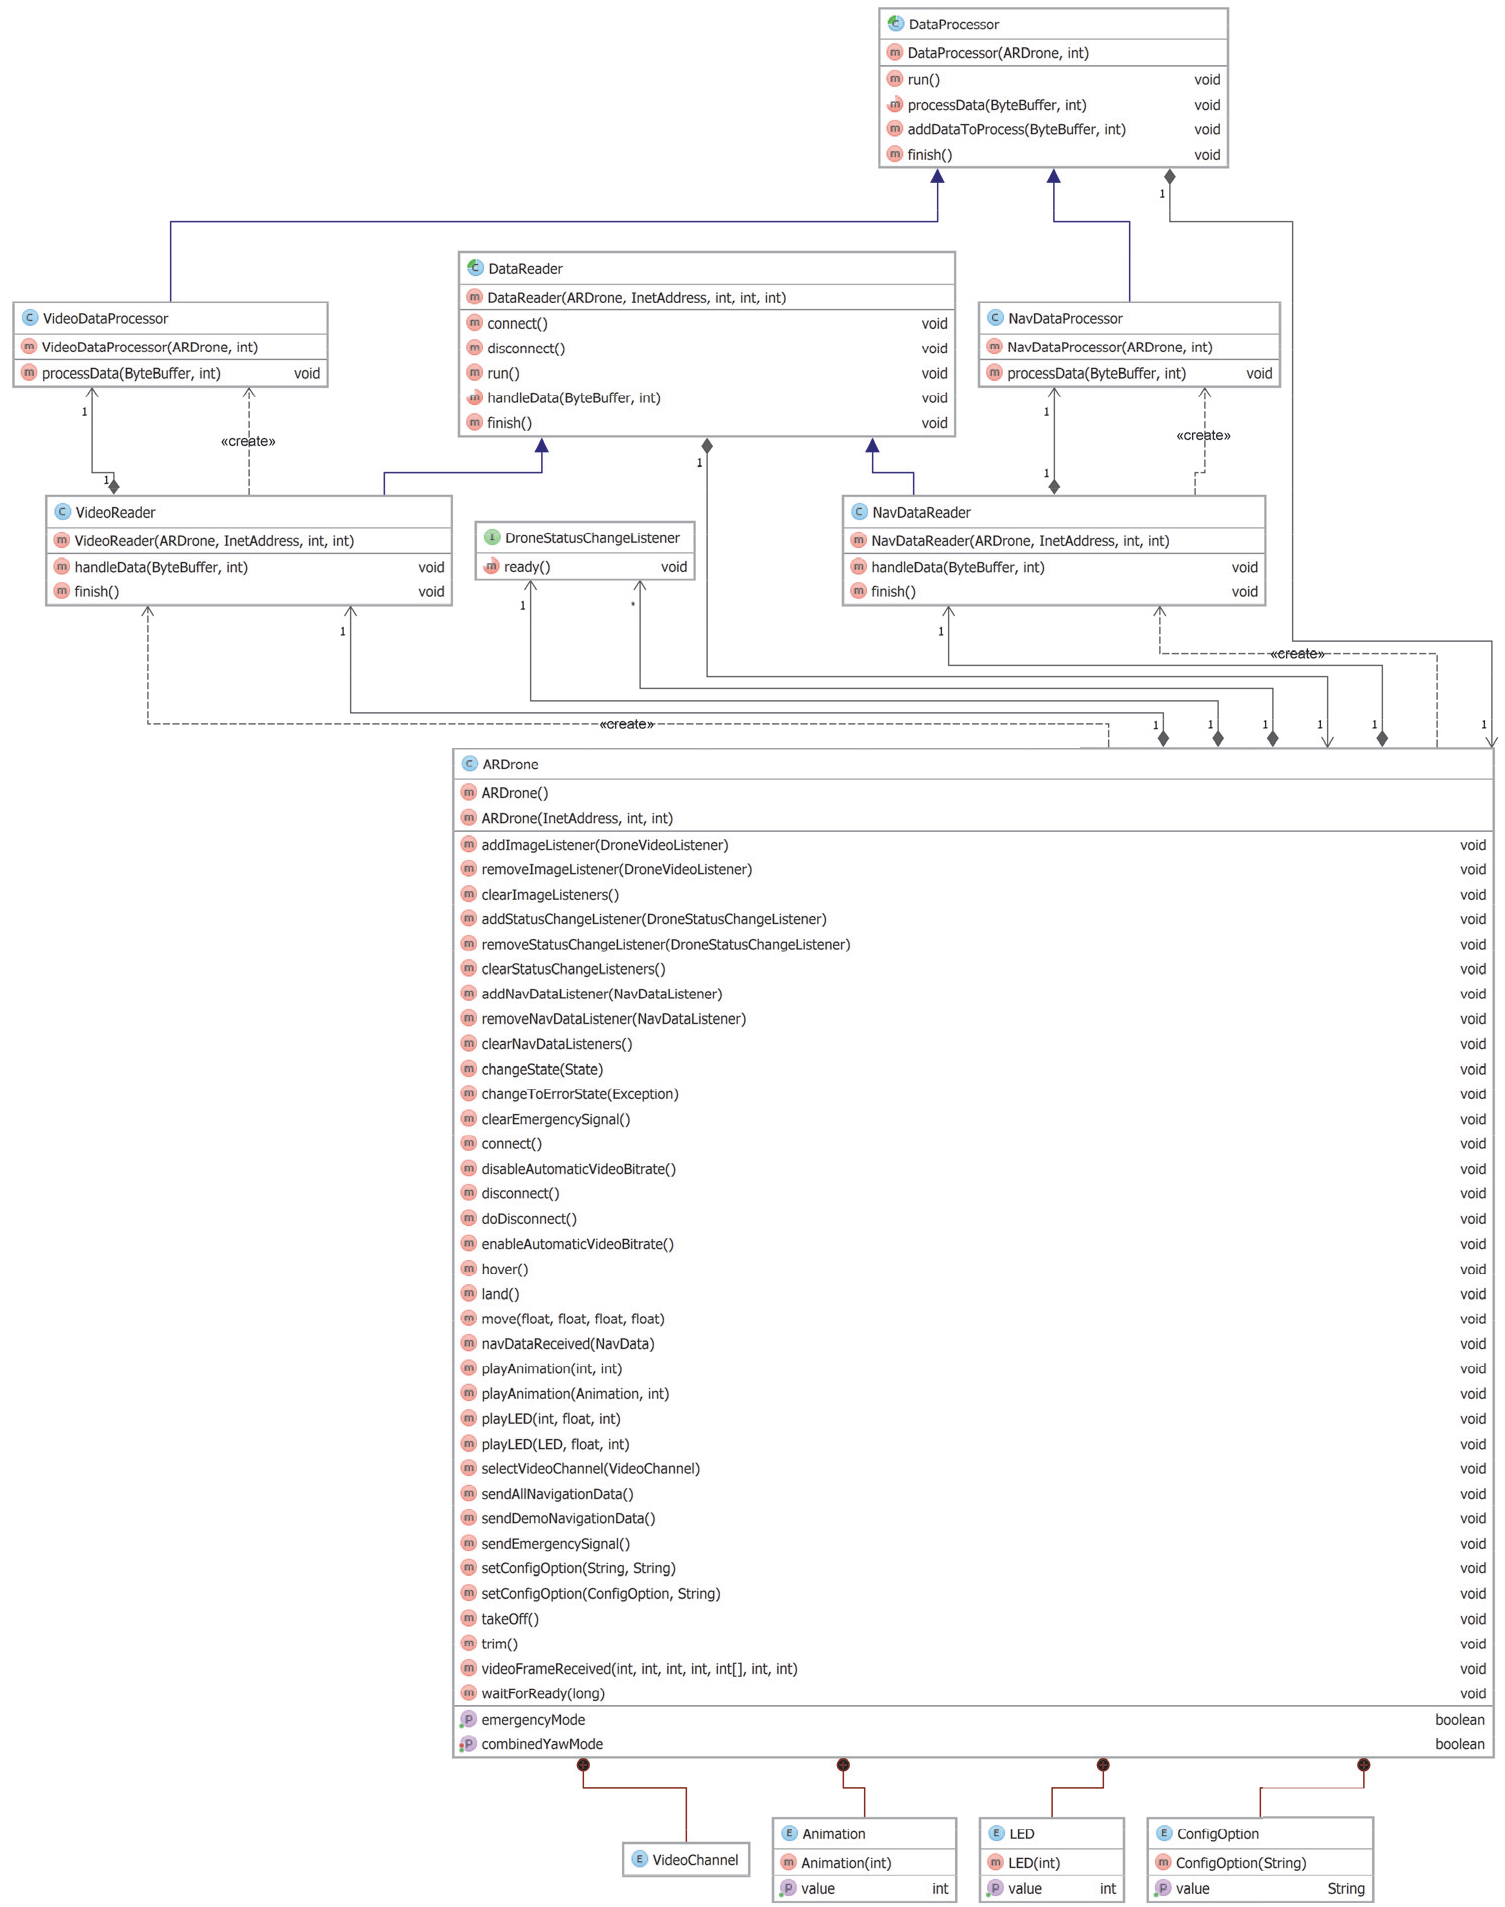 DataProcessor
DataProcessor(ARDrone, int)
run() void
processData(ByteBuffer, int) void
addDataToProcess(ByteBuffer, int) void
finish() void
1
DataReader
DataReader(ARDrone, InetAddress, int, int, int)
connect() void
disconnect() void
run() void
handleData(ByteBuffer, int) void
finish() void
VideoDataProcessor
VideoDataProcessor(ARDrone, int)
processData(ByteBuffer, int) void
NavDataProcessor
NavDataProcessor(ARDrone, int)
processData(ByteBuffer, int) void
1
«create»
1
1
1
«create»
1
VideoReader
VideoReader(ARDrone, InetAddress, int, int)
handleData(ByteBuffer, int) void
finish() void
DroneStatusChangeListener
ready() void
NavDataReader
NavDataReader(ARDrone, InetAddress, int, int)
handleData(ByteBuffer, int) void
finish() void
1
1
*
1
«create»
«create»
1
1
1
1
1
1
ARDrone
ARDrone()
ARDrone(InetAddress, int, int)
addImageListener(DroneVideoListener) void
removeImageListener(DroneVideoListener) void
clearImageListeners() void
addStatusChangeListener(DroneStatusChangeListener) void
removeStatusChangeListener(DroneStatusChangeListener) void
clearStatusChangeListeners() void
addNavDataListener(NavDataListener) void
removeNavDataListener(NavDataListener) void
clearNavDataListeners() void
changeState(State) void
changeToErrorState(Exception) void
clearEmergencySignal() void
connect() void
disableAutomaticVideoBitrate() void
disconnect() void
doDisconnect() void
enableAutomaticVideoBitrate() void
hover() void
land() void
move(float, float, float, float) void
navDataReceived(NavData) void
playAnimation(int, int) void
playAnimation(Animation, int) void
playLED(int, float, int) void
playLED(LED, float, int) void
selectVideoChannel(VideoChannel) void
sendAllNavigationData() void
sendDemoNavigationData() void
sendEmergencySignal() void
setConfigOption(String, String) void
setConfigOption(ConfigOption, String) void
takeOff() void
trim() void
videoFrameReceived(int, int, int, int, int[], int, int) void
waitForReady(long) void
emergencyMode boolean
combinedYawMode boolean
VideoChannel
Animation
Animation(int)
value int
LED
LED(int)
value int
ConfigOption
ConfigOption(String)
value String